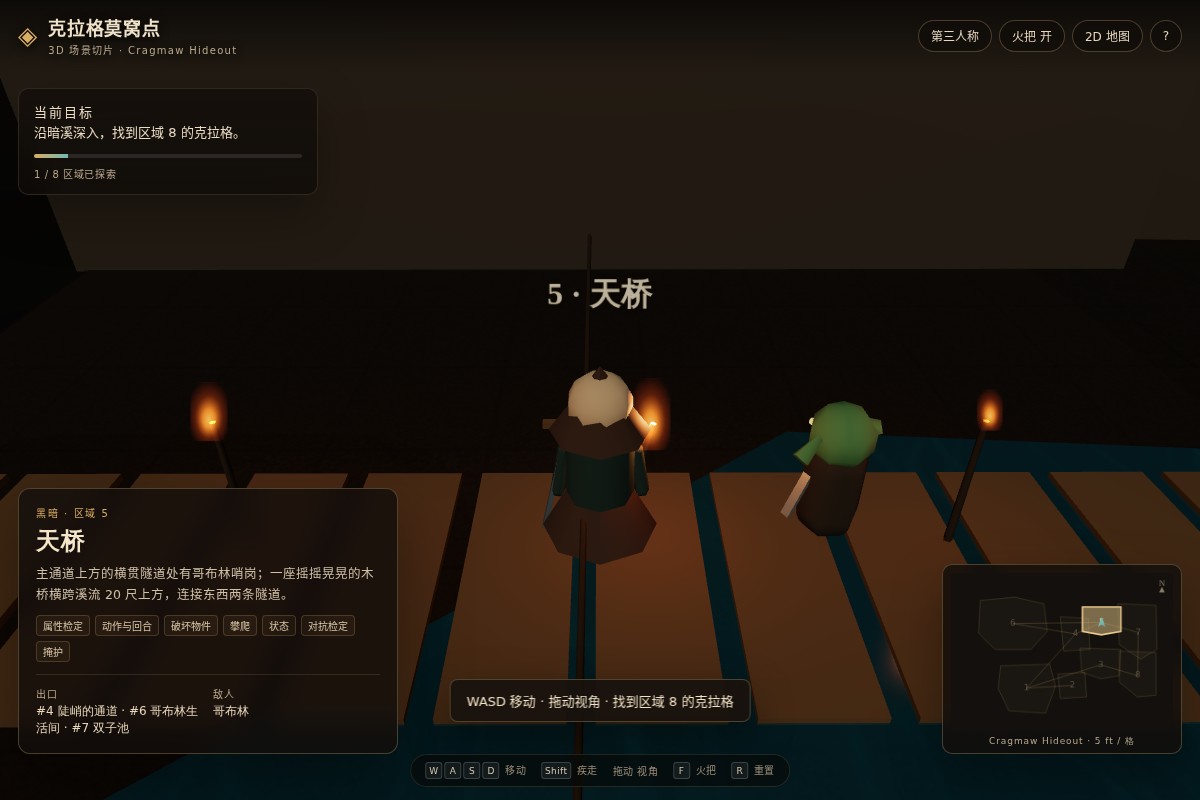 克拉格莫窝点
3D 场景切片 · Cragmaw Hideout
第三人称
火把 开
2D 地图
?
当前目标
沿暗溪深入，找到区域 8 的克拉格。
1 / 8 区域已探索
5 · 天桥
黑暗 · 区域 5
天桥
主通道上方的横贯隧道处有哥布林哨岗；一座摇摇晃晃的木
桥横跨溪流 20 尺上方，连接东西两条隧道。
属性检定 动作与回合 破坏物件 攀爬 状态 对抗检定
掩护
出口 敌人
#4 陡峭的通道 · #6 哥布林生 哥布林
活间 · #7 双子池
WASD 移动 · 拖动视角 · 找到区域 8 的克拉格
W A S D 移动 Shift 疾走 拖动 视角 F 火把 R 重置
N
6
4
5
7
3
1
2
8
Cragmaw Hideout · 5 ft / 格